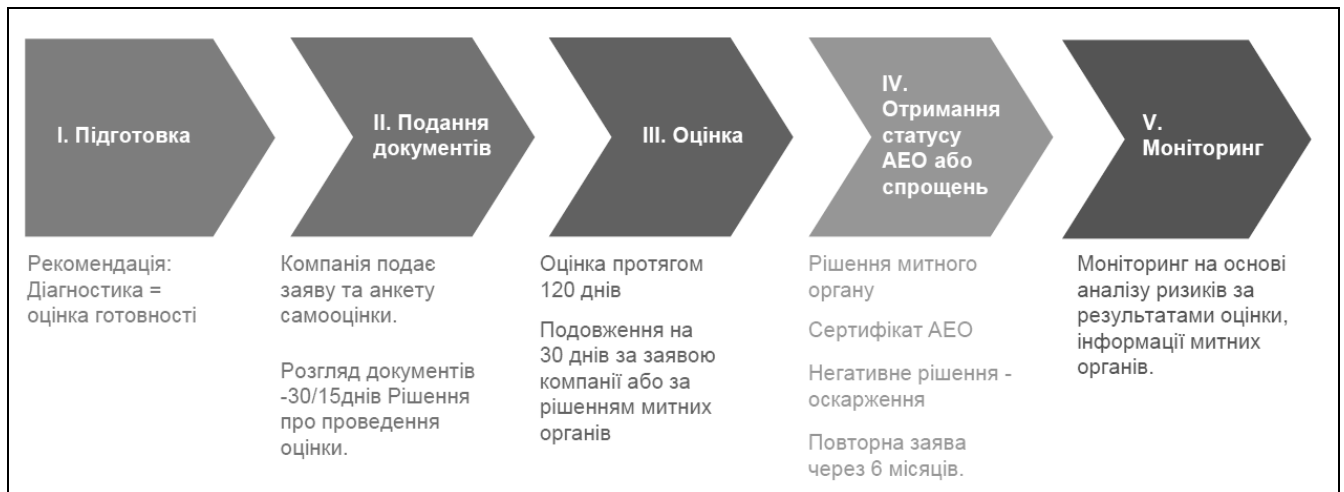 І. Підготовка
ІІ. Подання
документів
ІІІ. Оцінка
IV.
Отримання
статусу
АЕО або
спрощень
V.
Моніторинг
Рекомендація:
Діагностика =
оцінка готовності
Компанія подає
заяву та анкету
самооцінки.
Розгляд документів
-30/15днів Рішення
про проведення
оцінки.
Оцінка протягом
120 днів
Подовження на
30 днів за заявою
компанії або за
рішенням митних
органів
Рішення митного
органу
Сертифікат АЕО
Негативне рішення -
оскарження
Повторна заява
через 6 місяців.
Моніторинг на основі
аналізу ризиків за
результатами оцінки,
інформації митних
органів.